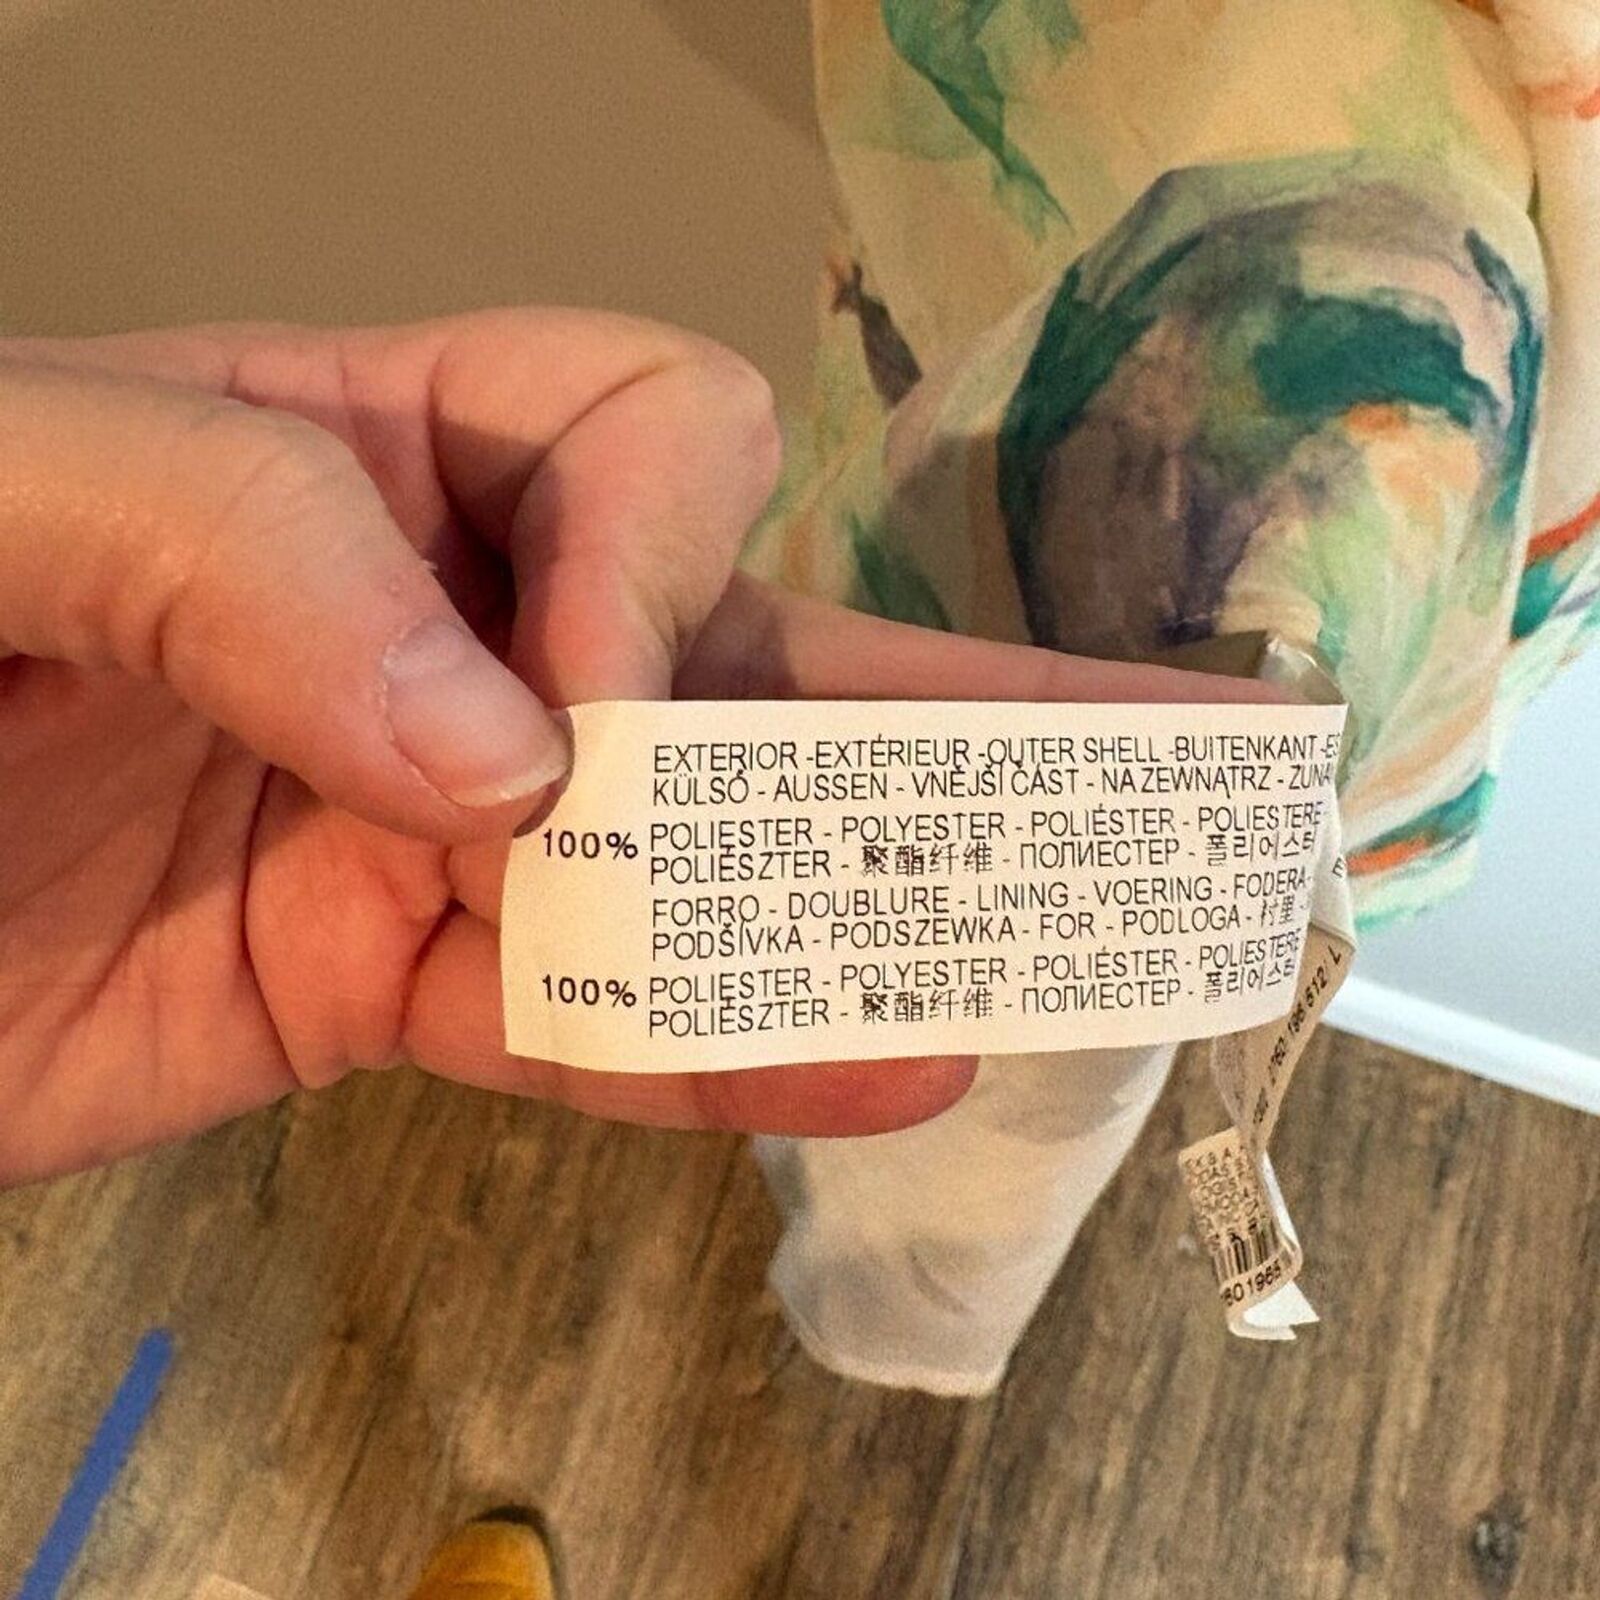 EXTERIOR -EXTÉRIEUR -OUTER SHELL -BUITENKANT
KÜLSŐ - AUSSEN - VNĚJŠÍ ČÁST - NA ZEWNĄTRZ -
100% POLIESTER - POLYESTER - POLIÉSTER - POLIESTERE
POLIÉSZTER - 聚酯纤维 - ПОЛИЕСТЕР - 폴리에스터
FORRO - DOUBLURE - LINING - VOERING - FODERA-
PODŠÍVKA - PODSZEWKA - FOR - PODLOGA - 衬里 -
100% POLIESTER - POLYESTER - POLIÉSTER - POLIESTERE
POLIÉSZTER - 聚酯纤维 - ПОЛИЕСТЕР - 폴리에스터